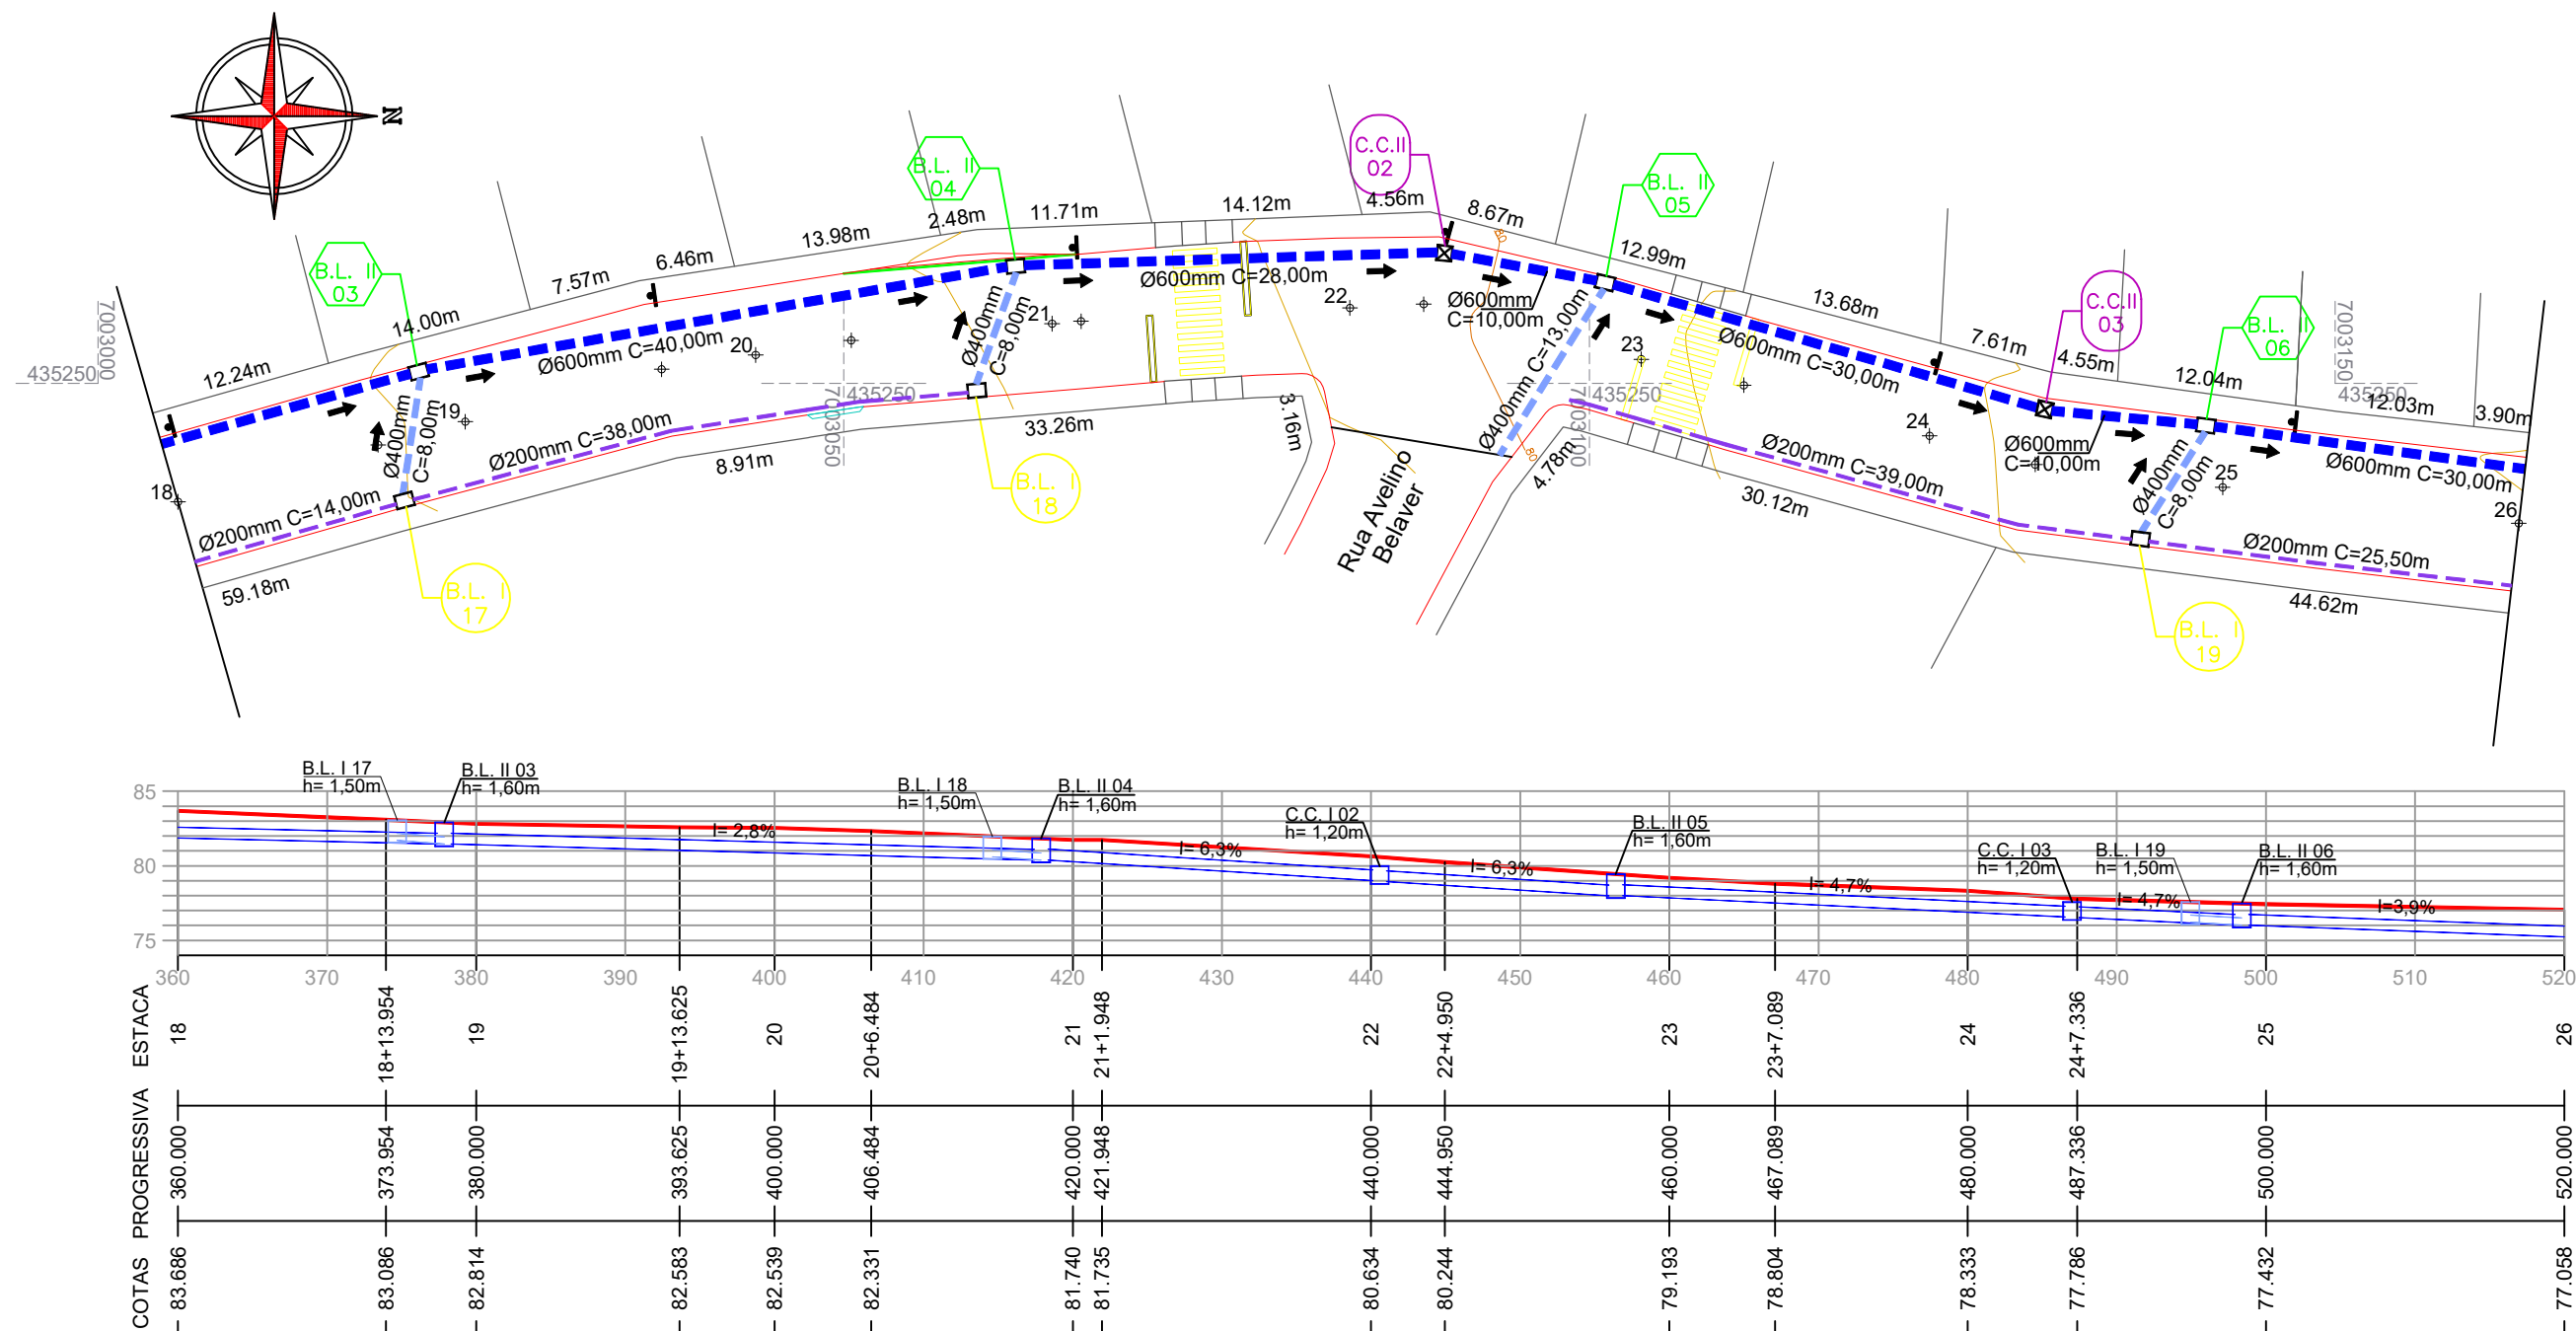 N
B.L. II
03
B.L. II
04
C.C.II
02
B.L. II
05
C.C.II
03
B.L. II
06
12.24m
14.00m
7.57m
6.46m
13.98m
2.48m
11.71m
14.12m
4.56m
8.67m
12.99m
13.68m
7.61m
4.55m
12.04m
12.03m
3.90m
7003000
435250
7003050
435250
7003100
435250
7003150
435250
80
80
Ø600mm C=40,00m
Ø600mm C=28,00m
Ø600mm
C=10,00m
Ø600mm C=30,00m
Ø600mm
C=10,00m
Ø600mm C=30,00m
Ø400mm
C=8,00m
Ø400mm
C=8,00m
Ø400mm C=13,00m
Ø400mm
C=8,00m
18
19
20
21
22
23
24
25
26
Ø200mm C=14,00m
Ø200mm C=38,00m
Ø200mm C=39,00m
Ø200mm C=25,50m
59.18m
8.91m
33.26m
3.16m
4.78m
30.12m
44.62m
Rua Avelino
Belaver
B.L. I
17
B.L. I
18
B.L. I
19
B.L. I 17
h= 1,50m
B.L. II 03
h= 1,60m
B.L. I 18
h= 1,50m
B.L. II 04
h= 1,60m
C.C. I 02
h= 1,20m
B.L. II 05
h= 1,60m
C.C. I 03
h= 1,20m
B.L. I 19
h= 1,50m
B.L. II 06
h= 1,60m
85
80
75
I= 2,8%
I= 6,3%
I= 6,3%
I= 4,7%
I= 4,7%
I=3,9%
360 370 380 390 400 410 420 430 440 450 460 470 480 490 500 510 520
ESTACA 18 18+13.954 19 19+13.625 20 20+6.484 21 21+1.948 22 22+4.950 23 23+7.089 24 24+7.336 25 26
PROGRESSIVA 360.000 373.954 380.000 393.625 400.000 406.484 420.000 421.948 440.000 444.950 460.000 467.089 480.000 487.336 500.000 520.000
COTAS 83.686 83.086 82.814 82.583 82.539 82.331 81.740 81.735 80.634 80.244 79.193 78.804 78.333 77.786 77.432 77.058